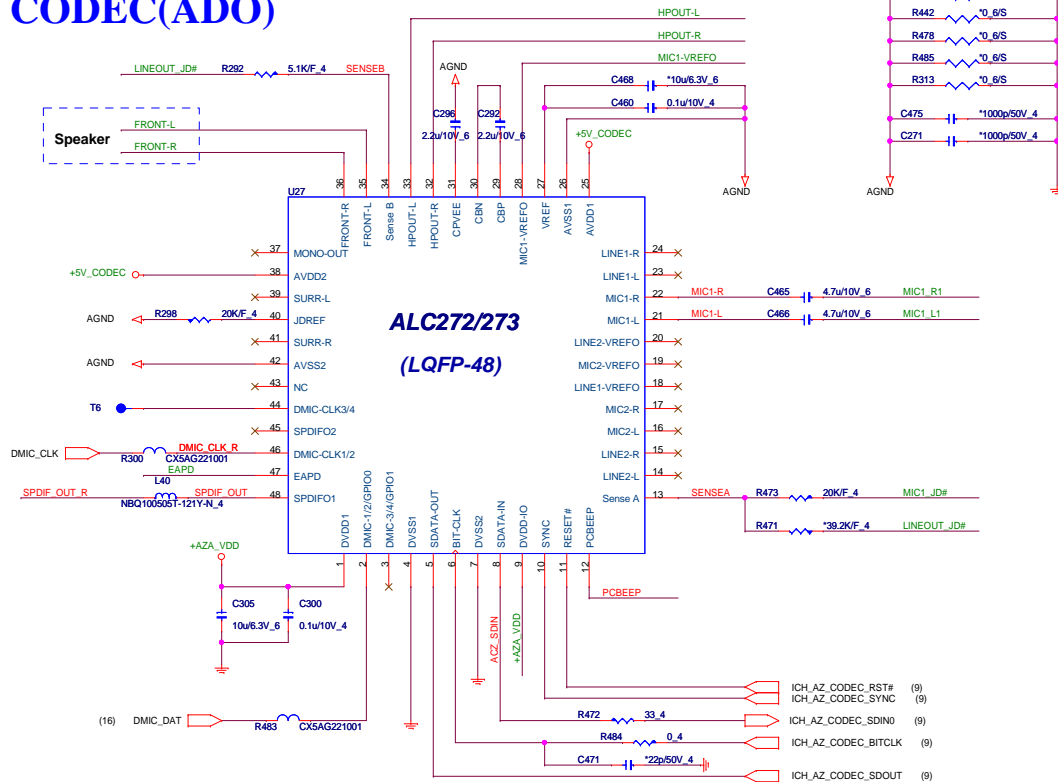 CODEC(ADO)
HPOUT-L
HPOUT-R
MIC1-VREFO
R442 *0_6/S
R478 *0_6/S
R485 *0_6/S
R313 *0_6/S
C475 *1000p/50V_4
C271 *1000p/50V_4
AGND
LINEOUT_JD# R292 5.1K/F_4 SENSEB
AGND
C468 *10u/6.3V_6
C460 0.1u/10V_4
C296 2.2u/10V_6
C292 2.2u/10V_6
+5V_CODEC
AGND
Speaker
FRONT-L
FRONT-R
U27
36 35 34 33 32 31 30 29 28 27 26 25
FRONT-R
FRONT-L
Sense B
HPOUT-L
HPOUT-R
CPVEE
CBN
CBP
MIC1-VREFO
VREF
AVSS1
AVDD1
ALC272/273
(LQFP-48)
37 MONO-OUT
+5V_CODEC 38 AVDD2
39 SURR-L
AGND R298 20K/F_4 40 JDREF
41 SURR-R
AGND 42 AVSS2
43 NC
T6 44 DMIC-CLK3/4
45 SPDIFO2
DMIC_CLK R300 CX5AG221001 DMIC_CLK_R 46 DMIC-CLK1/2
EAPD 47 EAPD
SPDIF_OUT_R L40 NBQ100505T-121Y-N_4 SPDIF_OUT 48 SPDIFO1
LINE1-R 24
LINE1-L 23
MIC1-R 22 MIC1-R C465 4.7u/10V_6 MIC1_R1
MIC1-L 21 MIC1-L C466 4.7u/10V_6 MIC1_L1
LINE2-VREFO 20
MIC2-VREFO 19
LINE1-VREFO 18
MIC2-R 17
MIC2-L 16
LINE2-R 15
LINE2-L 14
Sense A 13 SENSEA R473 20K/F_4 MIC1_JD#
R471 *39.2K/F_4 LINEOUT_JD#
DVDD1
DMIC-1/2/GPIO0
DMIC-3/4/GPIO1
DVSS1
SDATA-OUT
BIT-CLK
DVSS2
SDATA-IN
DVDD-IO
SYNC
RESET#
PCBEEP
1 2 3 4 5 6 7 8 9 10 11 12
+AZA_VDD
C305 10u/6.3V_6
C300 0.1u/10V_4
ACZ_SDIN
+AZA_VDD
PCBEEP
ICH_AZ_CODEC_RST# (9)
ICH_AZ_CODEC_SYNC (9)
(16) DMIC_DAT R483 CX5AG221001
R472 33_4 ICH_AZ_CODEC_SDIN0 (9)
R484 0_4 ICH_AZ_CODEC_BITCLK (9)
C471 *22p/50V_4
ICH_AZ_CODEC_SDOUT (9)